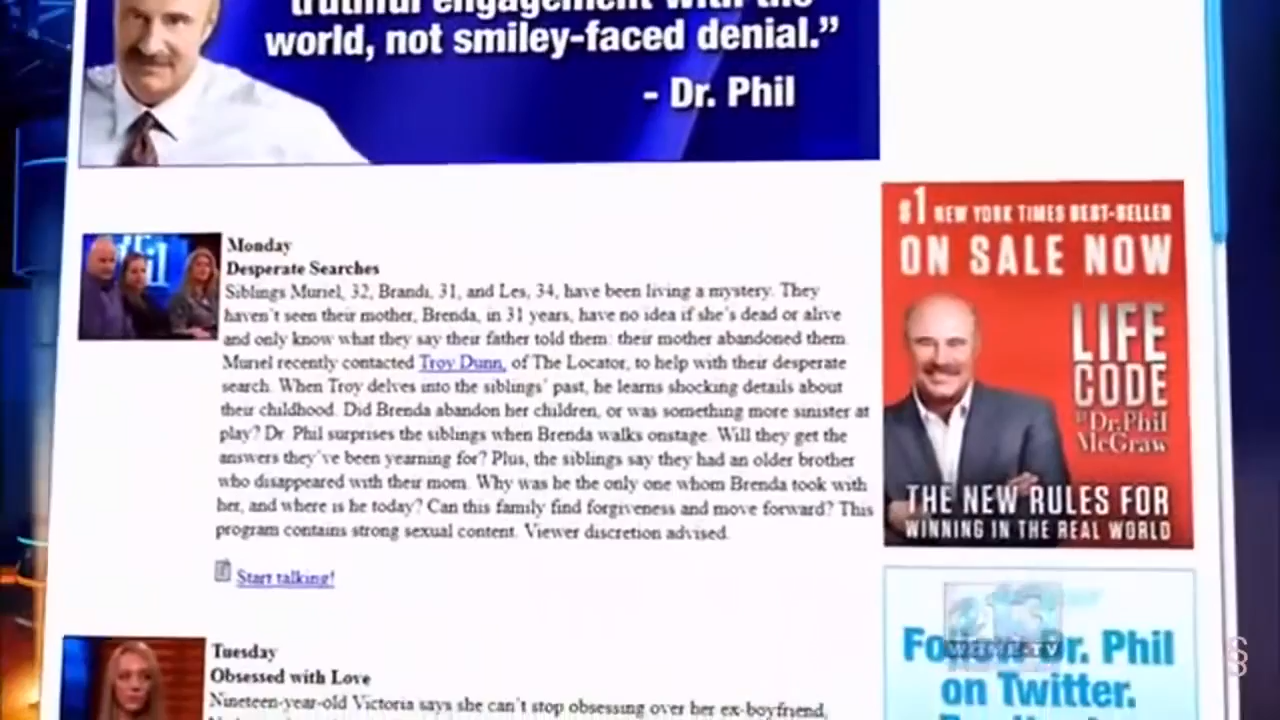 truthful engagement with the
world, not smiley-faced denial.”
- Dr. Phil
#1 NEW YORK TIMES BEST-SELLER
ON SALE NOW
LIFE
CODE
BY Dr. Phil
McGraw
THE NEW RULES FOR
WINNING IN THE REAL WORLD
Monday
Desperate Searches
Siblings Muriel, 32, Brandi, 31, and Les, 34, have been living a mystery. They
haven't seen their mother, Brenda, in 31 years, have no idea if she's dead or alive
and only know what they say their father told them: their mother abandoned them.
Muriel recently contacted Troy Dunn, of The Locator, to help with their desperate
search. When Troy delves into the siblings' past, he learns shocking details about
their childhood. Did Brenda abandon her children, or was something more sinister at
play? Dr. Phil surprises the siblings when Brenda walks onstage. Will they get the
answers they've been yearning for? Plus, the siblings say they had an older brother
who disappeared with their mom. Why was he the only one whom Brenda took with
her, and where is he today? Can this family find forgiveness and move forward? This
program contains strong sexual content. Viewer discretion advised.
Start talking!
Follow Dr. Phil
on Twitter.
WGME-TV
Tuesday
Obsessed with Love
Nineteen-year-old Victoria says she can't stop obsessing over her ex-boyfriend,